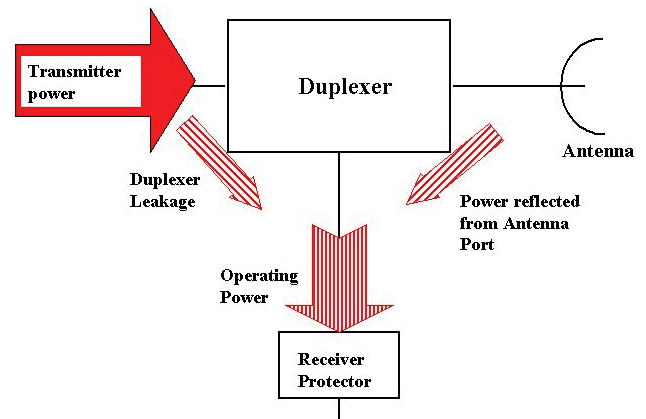 Transmitter
power
Duplexer
Antenna
Duplexer
Leakage
Power reflected
from Antenna
Port
Operating
Power
Receiver
Protector